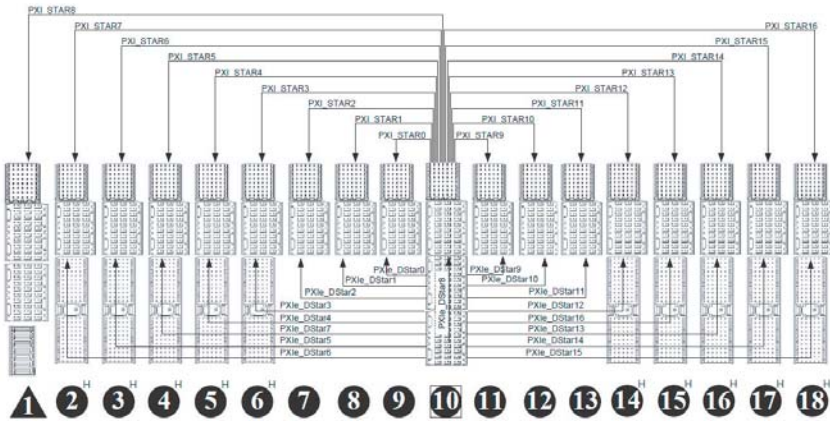 PXI_STAR8
PXI_STAR7
PXI_STAR16
PXI_STAR6
PXI_STAR15
PXI_STAR5
PXI_STAR14
PXI_STAR4
PXI_STAR13
PXI_STAR3
PXI_STAR12
PXI_STAR2
PXI_STAR11
PXI_STAR1
PXI_STAR10
PXI_STAR0
PXI_STAR9
PXIe_DStar0
PXIe_DStar9
PXIe_DStar1
PXIe_DStar10
PXIe_DStar8
PXIe_DStar2
PXIe_DStar11
PXIe_DStar3
PXIe_DStar12
PXIe_DStar4
PXIe_DStar16
PXIe_DStar7
PXIe_DStar13
PXIe_DStar5
PXIe_DStar14
PXIe_DStar6
PXIe_DStar15
H H H H H H H H H H
1 2 3 4 5 6 7 8 9 10 11 12 13 14 15 16 17 18